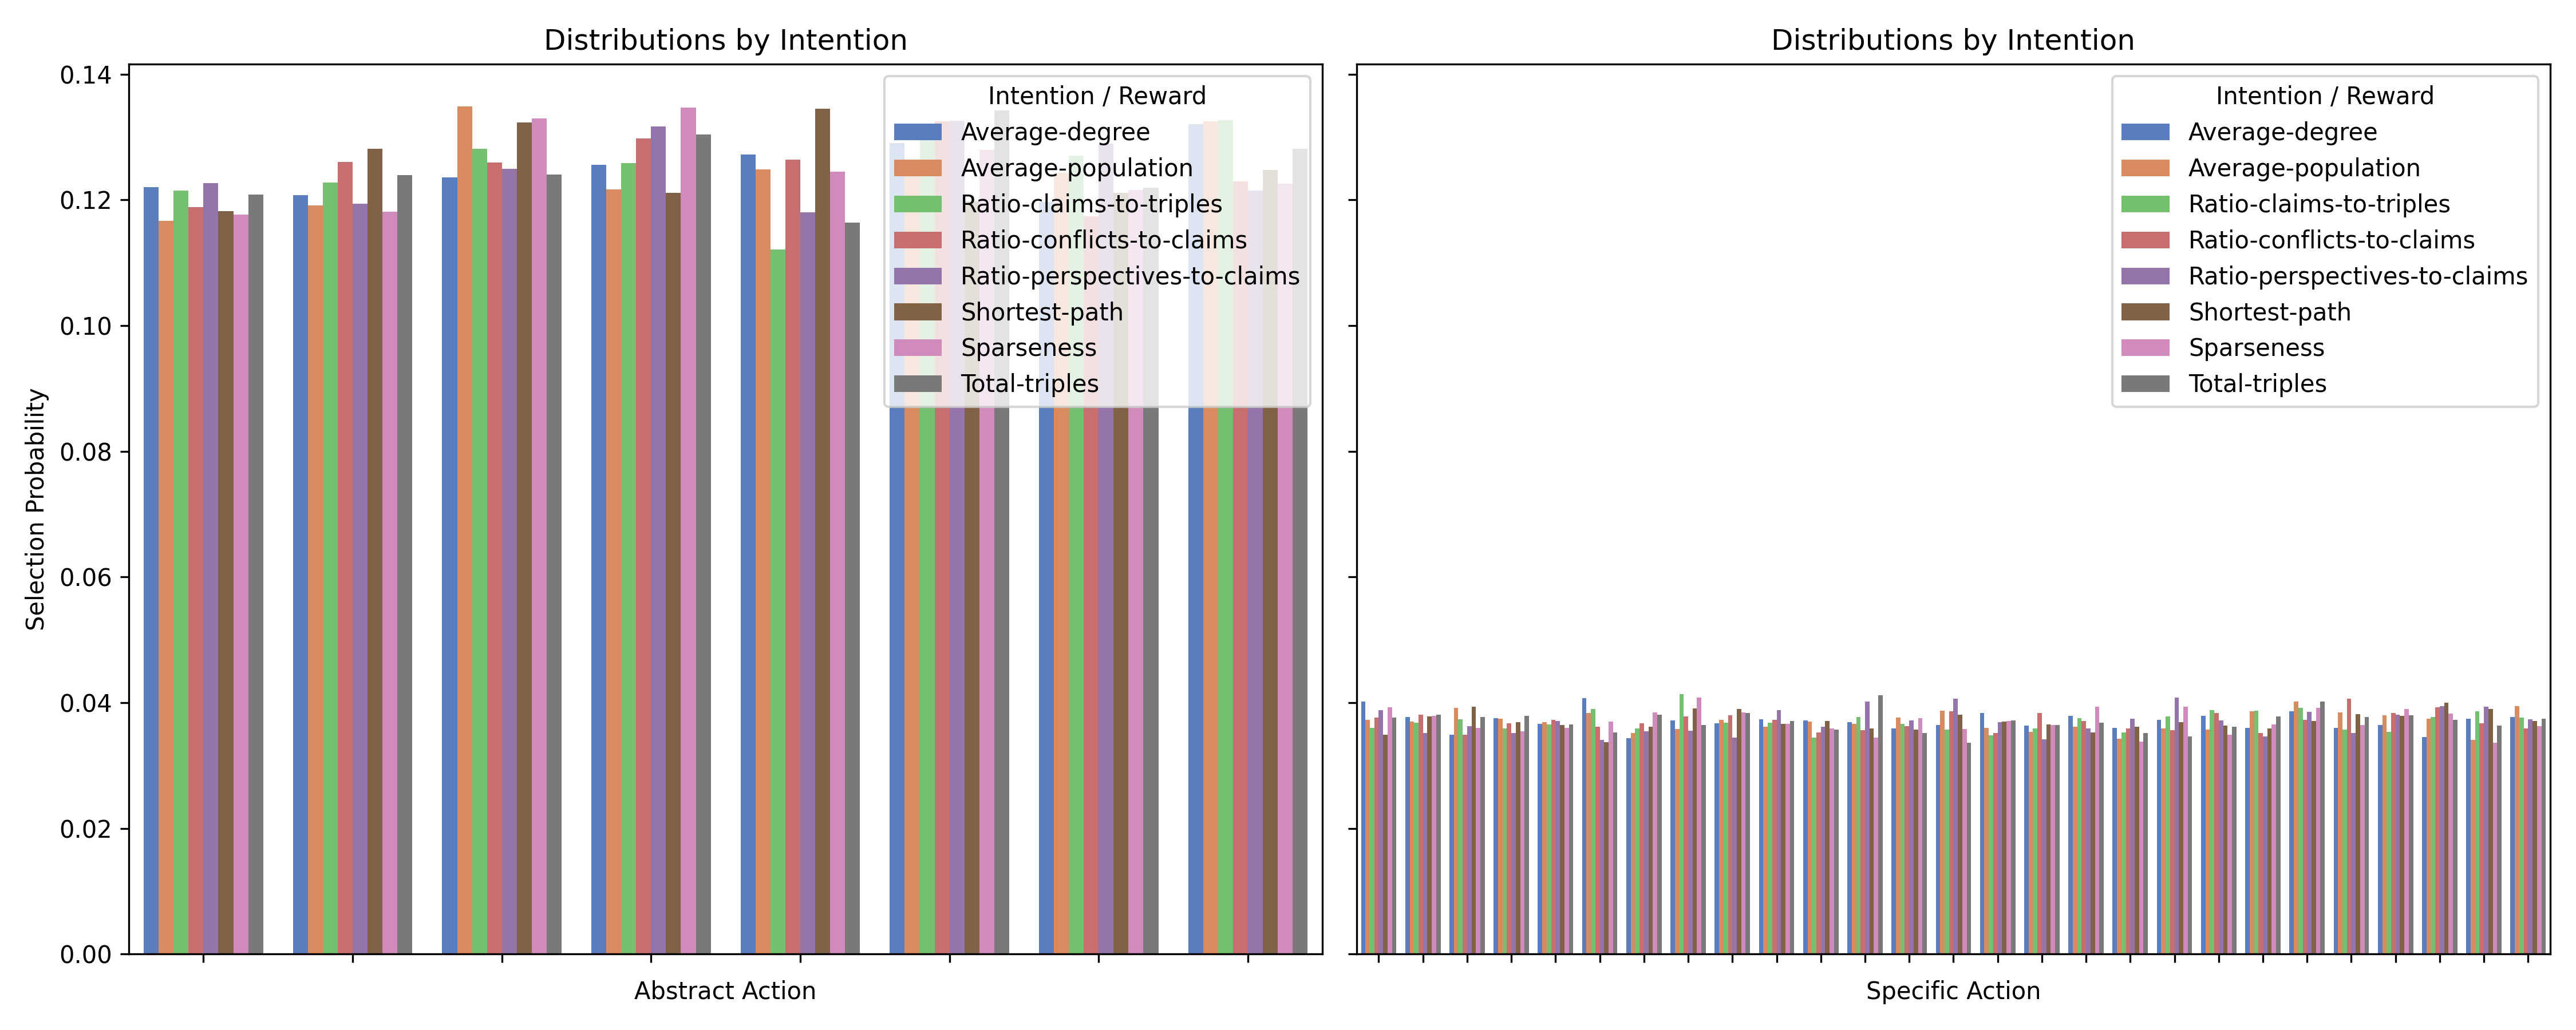 Distributions by Intention
Selection Probability
0.14
0.12
0.10
0.08
0.06
0.04
0.02
0.00
Intention / Reward
Average-degree
Average-population
Ratio-claims-to-triples
Ratio-conflicts-to-claims
Ratio-perspectives-to-claims
Shortest-path
Sparseness
Total-triples
Abstract Action
Distributions by Intention
Intention / Reward
Average-degree
Average-population
Ratio-claims-to-triples
Ratio-conflicts-to-claims
Ratio-perspectives-to-claims
Shortest-path
Sparseness
Total-triples
Specific Action